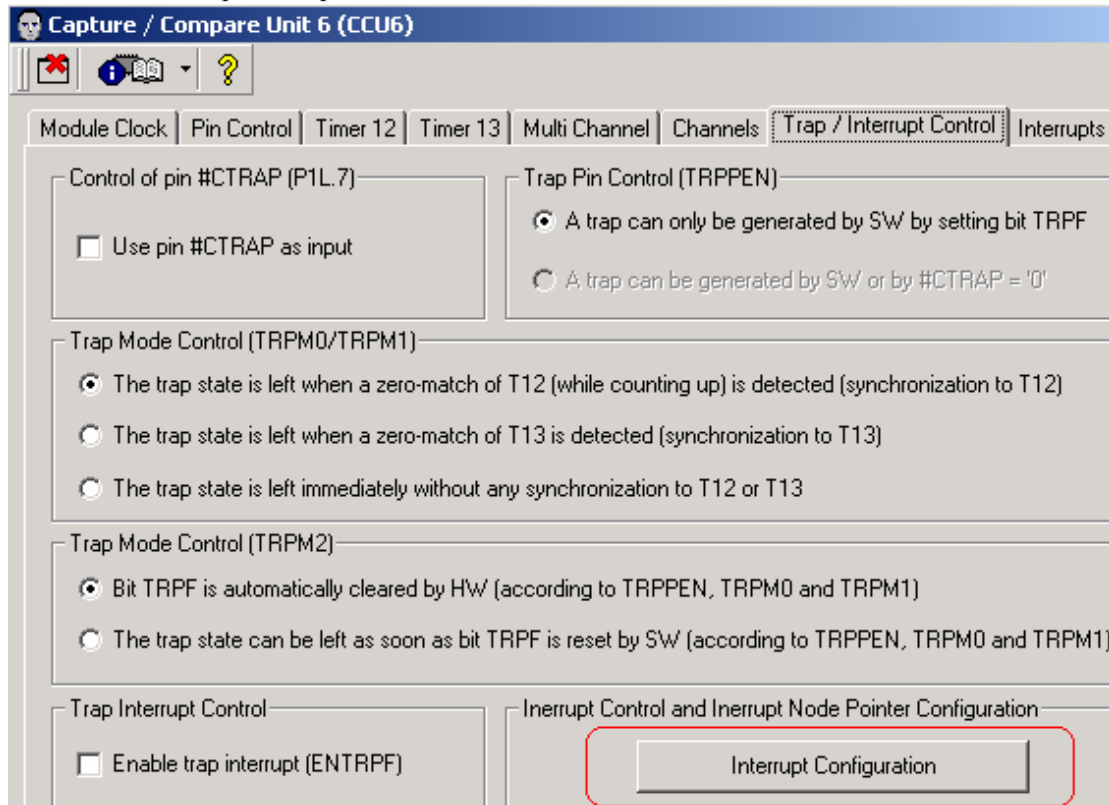 Capture / Compare Unit 6 (CCU6)
Module Clock Pin Control Timer 12 Timer 13 Multi Channel Channels Trap / Interrupt Control Interrupts
Control of pin #CTRAP (P1L.7)
Use pin #CTRAP as input
Trap Pin Control (TRPPEN)
A trap can only be generated by SW by setting bit TRPF
A trap can be generated by SW or by #CTRAP = '0'
Trap Mode Control (TRPM0/TRPM1)
The trap state is left when a zero-match of T12 (while counting up) is detected (synchronization to T12)
The trap state is left when a zero-match of T13 is detected (synchronization to T13)
The trap state is left immediately without any synchronization to T12 or T13
Trap Mode Control (TRPM2)
Bit TRPF is automatically cleared by HW (according to TRPPEN, TRPM0 and TRPM1)
The trap state can be left as soon as bit TRPF is reset by SW (according to TRPPEN, TRPM0 and TRPM1)
Trap Interrupt Control
Enable trap interrupt (ENTRPF)
Inerrupt Control and Inerrupt Node Pointer Configuration
Interrupt Configuration